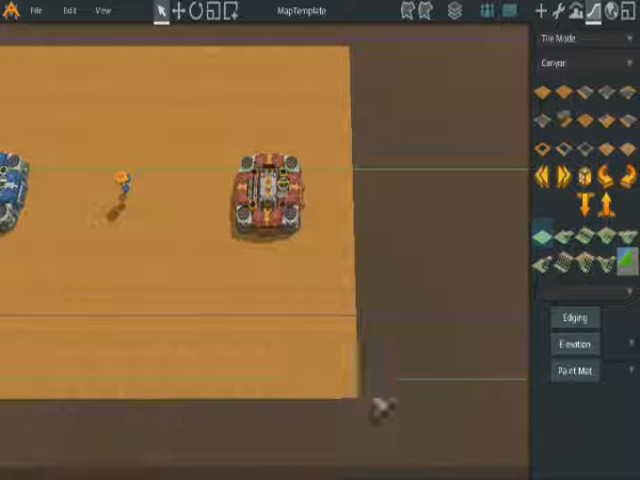 File Edit View MapTemplate
Tile Mode
Canyon
Edging
Elevation
Paint Mat